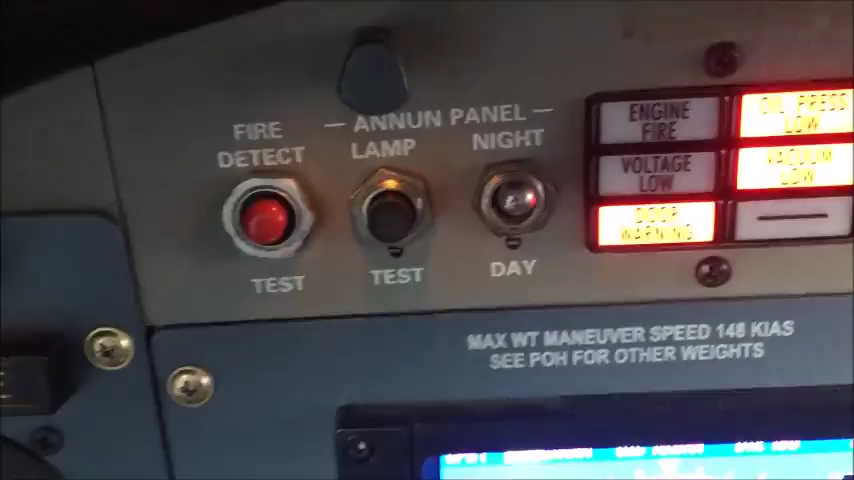 FIRE
DETECT
TEST
ANNUN PANEL
LAMP
NIGHT
TEST
DAY
ENGINE
FIRE
OIL PRESS
LOW
VOLTAGE
LOW
VACUUM
LOW
DOOR
WARNING
MAX WT MANEUVER SPEED 148 KIAS
SEE POH FOR OTHER WEIGHTS